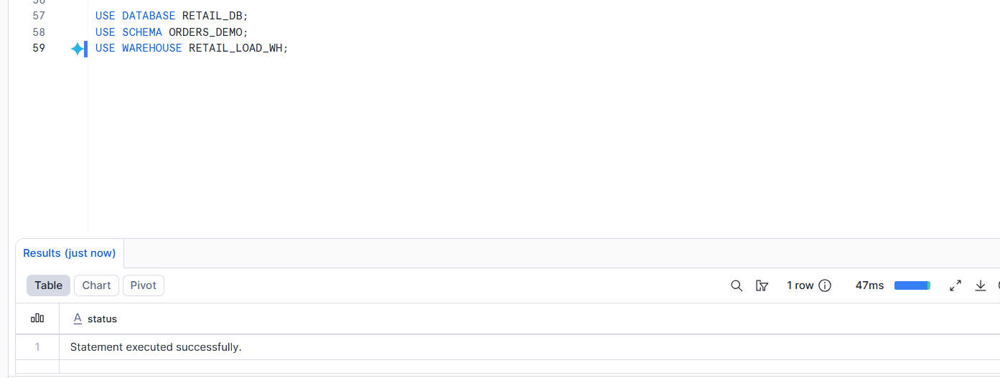 57 USE DATABASE RETAIL_DB;
58 USE SCHEMA ORDERS_DEMO;
59 USE WAREHOUSE RETAIL_LOAD_WH;
Results (just now)
Table Chart Pivot 1 row 47ms
A status
1 Statement executed successfully.